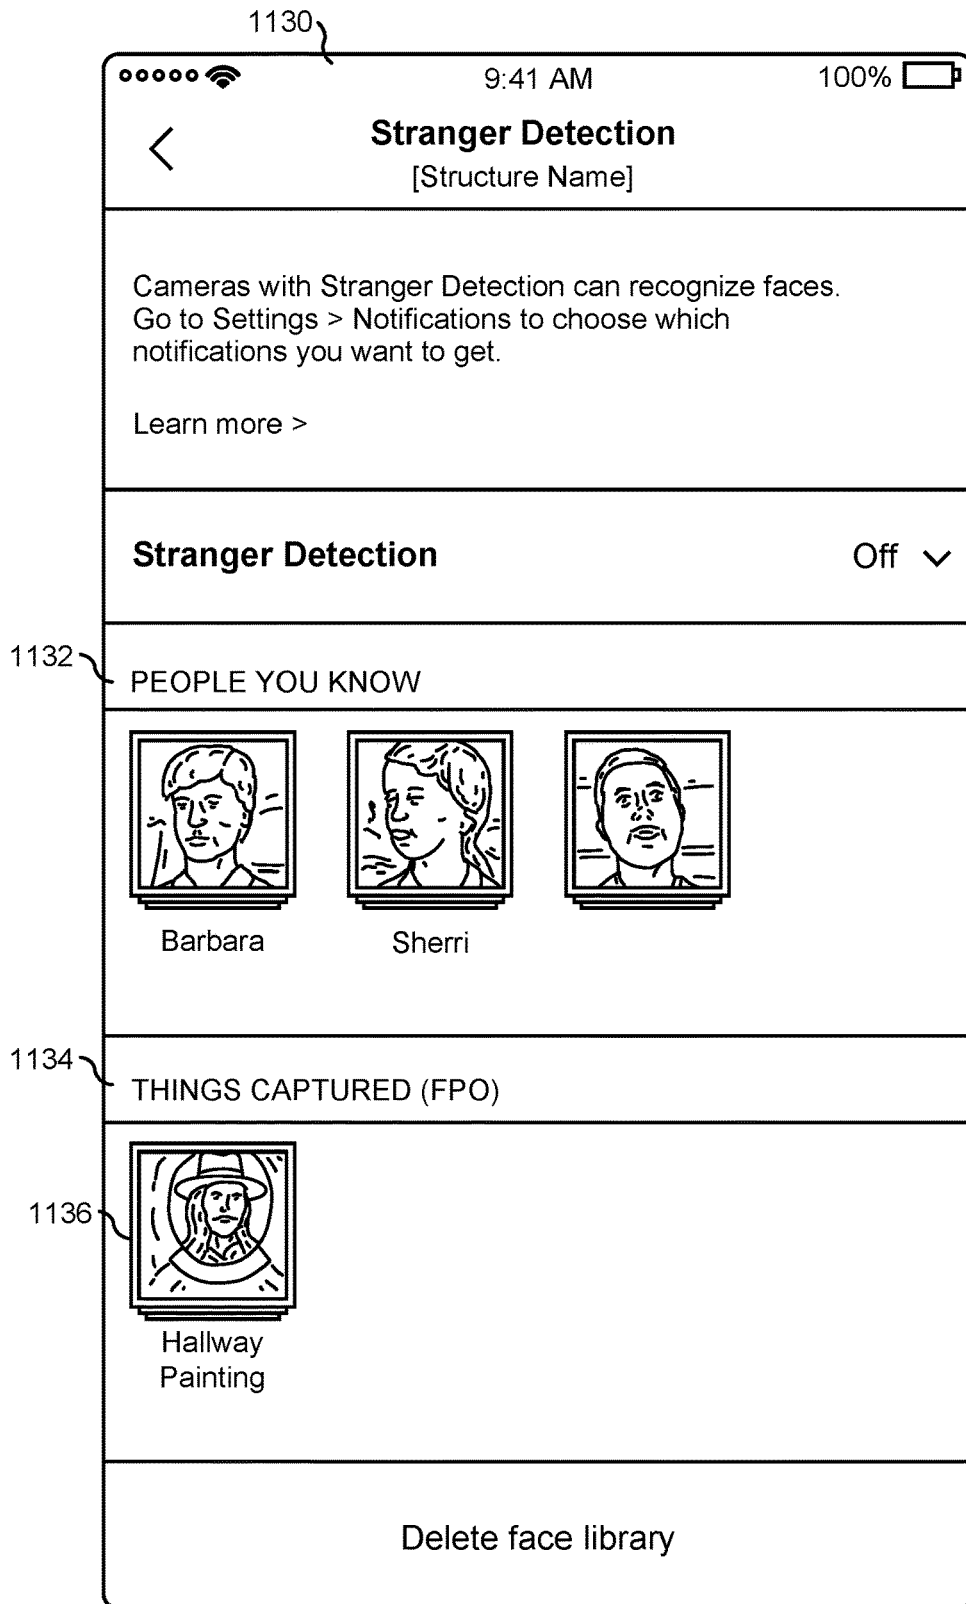 1130
9:41 AM 100%
Stranger Detection
[Structure Name]
Cameras with Stranger Detection can recognize faces.
Go to Settings > Notifications to choose which
notifications you want to get.
Learn more >
Stranger Detection Off
1132
PEOPLE YOU KNOW
Barbara Sherri
1134
THINGS CAPTURED (FPO)
1136
Hallway
Painting
Delete face library